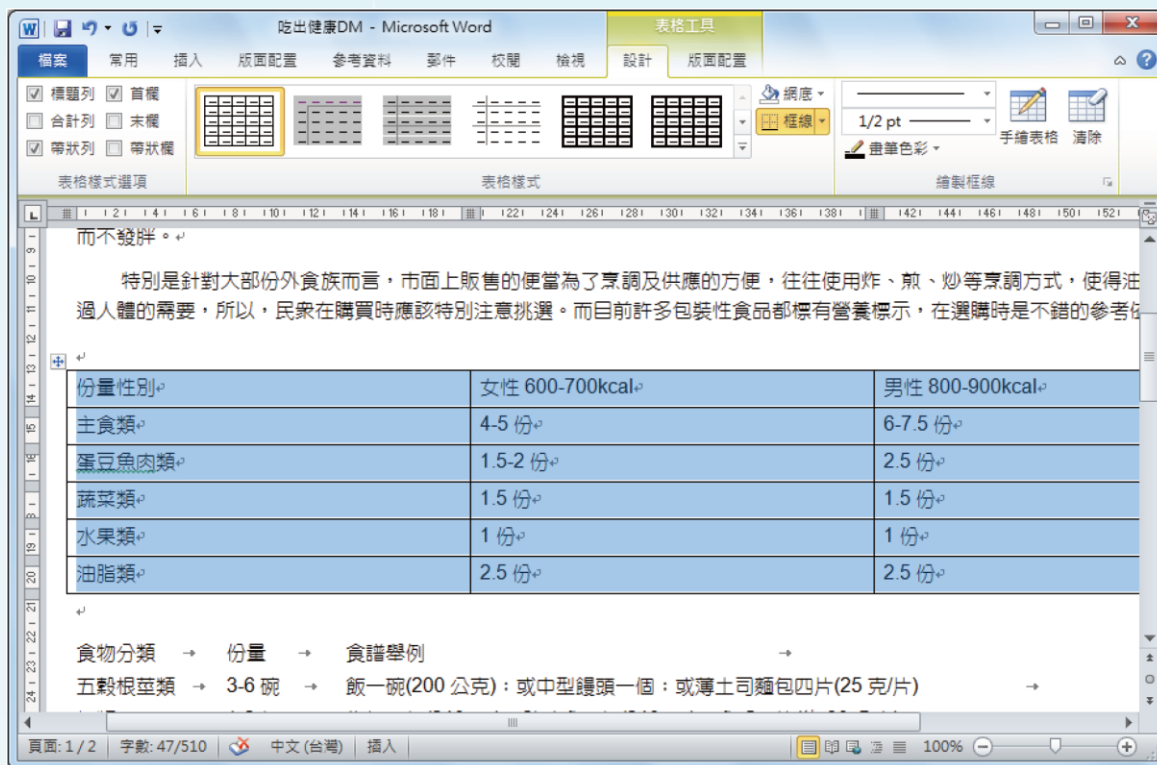 吃出健康DM - Microsoft Word
表格工具
檔案 常用 插入 版面配置 參考資料 郵件 校閱 檢視 設計 版面配置
標題列 首欄
合計列 末欄
帶狀列 帶狀欄
表格樣式選項
表格樣式
網底
框線
1/2 pt
畫筆色彩
手繪表格 清除
繪製框線
而不發胖。
特別是針對大部份外食族而言，市面上販售的便當為了烹調及供應的方便，往往使用炸、煎、炒等烹調方式，使得油
過人體的需要，所以，民眾在購買時應該特別注意挑選。而目前許多包裝性食品都標有營養標示，在選購時是不錯的參考依
份量性別 女性 600-700kcal 男性 800-900kcal
主食類 4-5 份 6-7.5 份
蛋豆魚肉類 1.5-2 份 2.5 份
蔬菜類 1.5 份 1.5 份
水果類 1 份 1 份
油脂類 2.5 份 2.5 份
食物分類 → 份量 → 食譜舉例 →
五穀根莖類 → 3-6 碗 → 飯一碗(200 公克)：或中型饅頭一個：或薄土司麵包四片(25 克/片) →
頁面: 1 / 2 字數: 47/510 中文 (台灣) 插入 100%